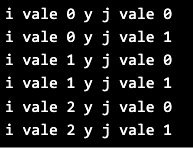 i vale 0 y j vale 0
i vale 0 y j vale 1
i vale 1 y j vale 0
i vale 1 y j vale 1
i vale 2 y j vale 0
i vale 2 y j vale 1